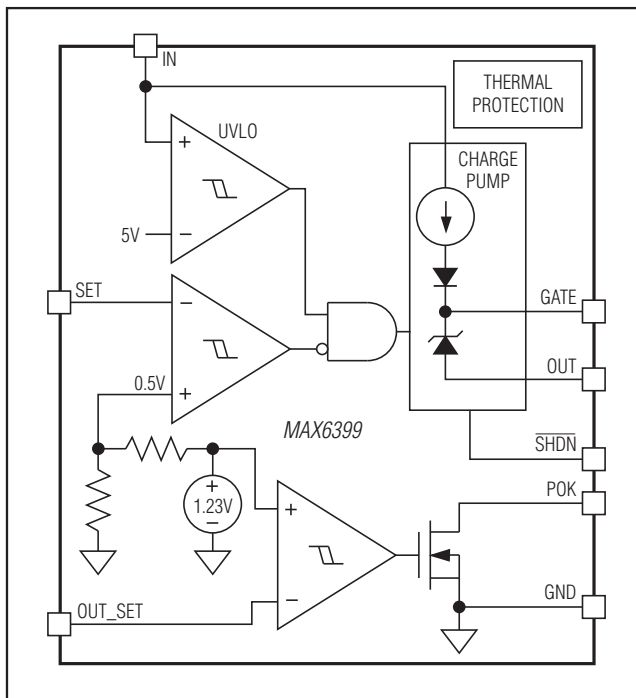 IN
THERMAL
PROTECTION
UVLO
+
5V
−
CHARGE
PUMP
SET
−
GATE
0.5V
+
OUT
MAX6399
SHDN
+
1.23V
−
+
POK
−
OUT_SET
GND